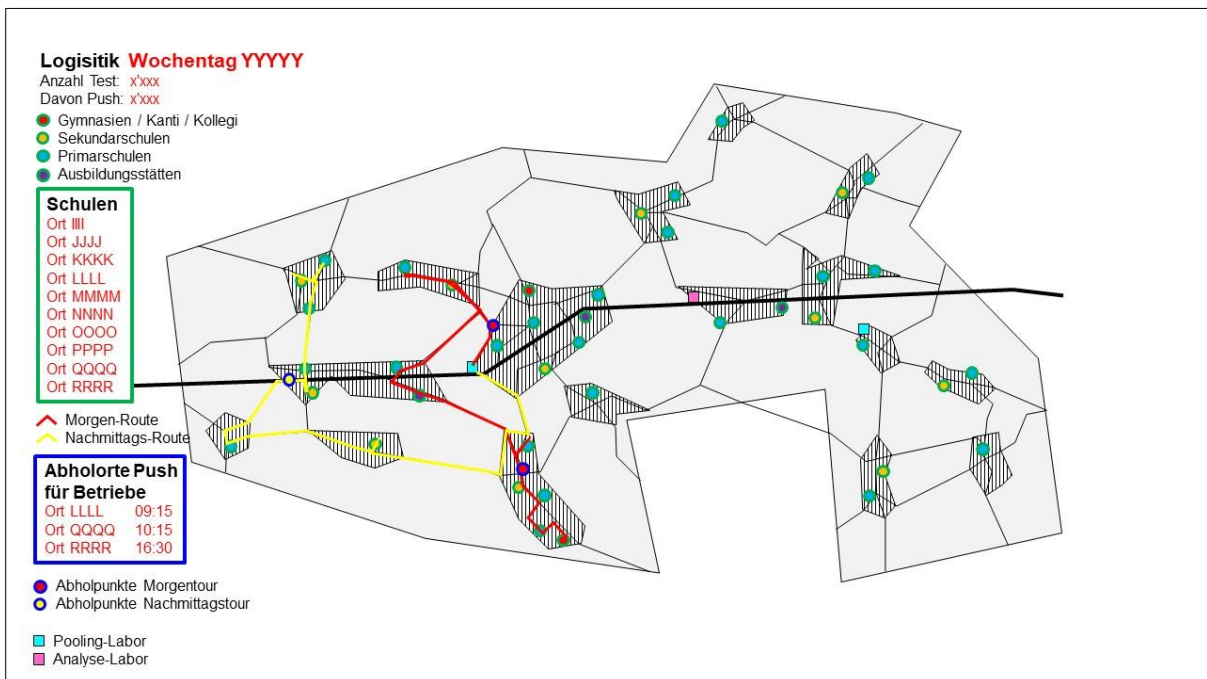 Logisitik Wochentag YYYYY
Anzahl Test: x'xxx
Davon Push: x'xxx
Gymnasien / Kanti / Kollegi
Sekundarschulen
Primarschulen
Ausbildungsstätten
Schulen
Ort IIII
Ort JJJJ
Ort KKKK
Ort LLLL
Ort MMMM
Ort NNNN
Ort OOOO
Ort PPPP
Ort QQQQ
Ort RRRR
Morgen-Route
Nachmittags-Route
Abholorte Push
für Betriebe
Ort LLLL 09:15
Ort QQQQ 10:15
Ort RRRR 16:30
Abholpunkte Morgentour
Abholpunkte Nachmittagstour
Pooling-Labor
Analyse-Labor